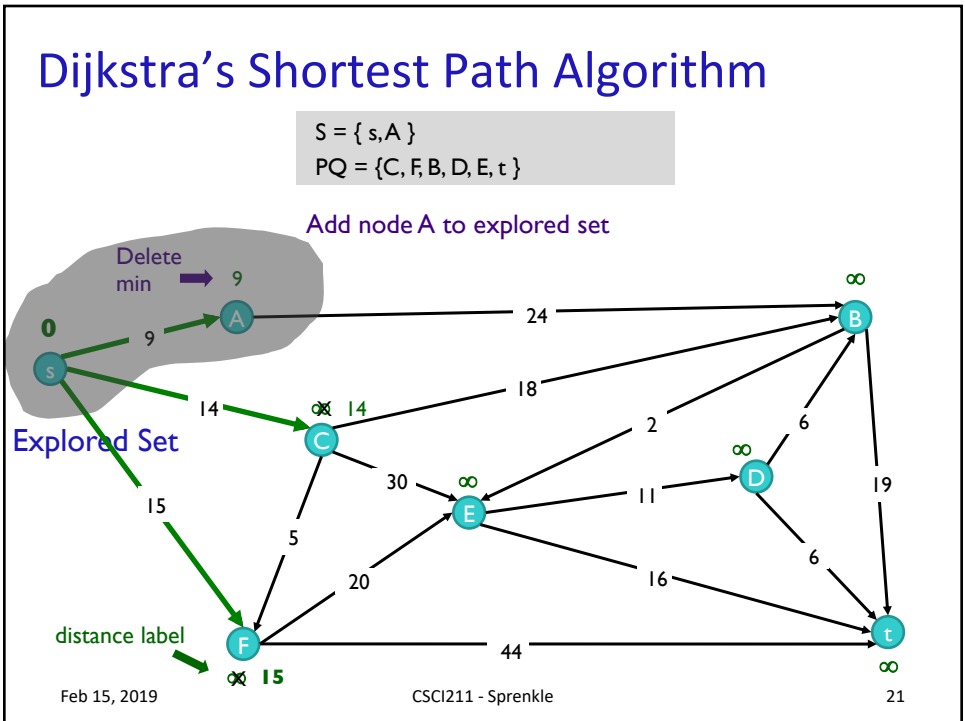 Dijkstra's Shortest Path Algorithm
S = { s, A }
PQ = {C, F, B, D, E, t }
Add node A to explored set
Delete
min
9
∞
0
A
24
B
9
s
18
14
∞ 14
C
Explored Set
2
6
∞
D
30
∞
19
E
11
15
5
6
20
16
distance label
F
44
t
∞ 15
∞
Feb 15, 2019
CSCI211 - Sprenkle
21